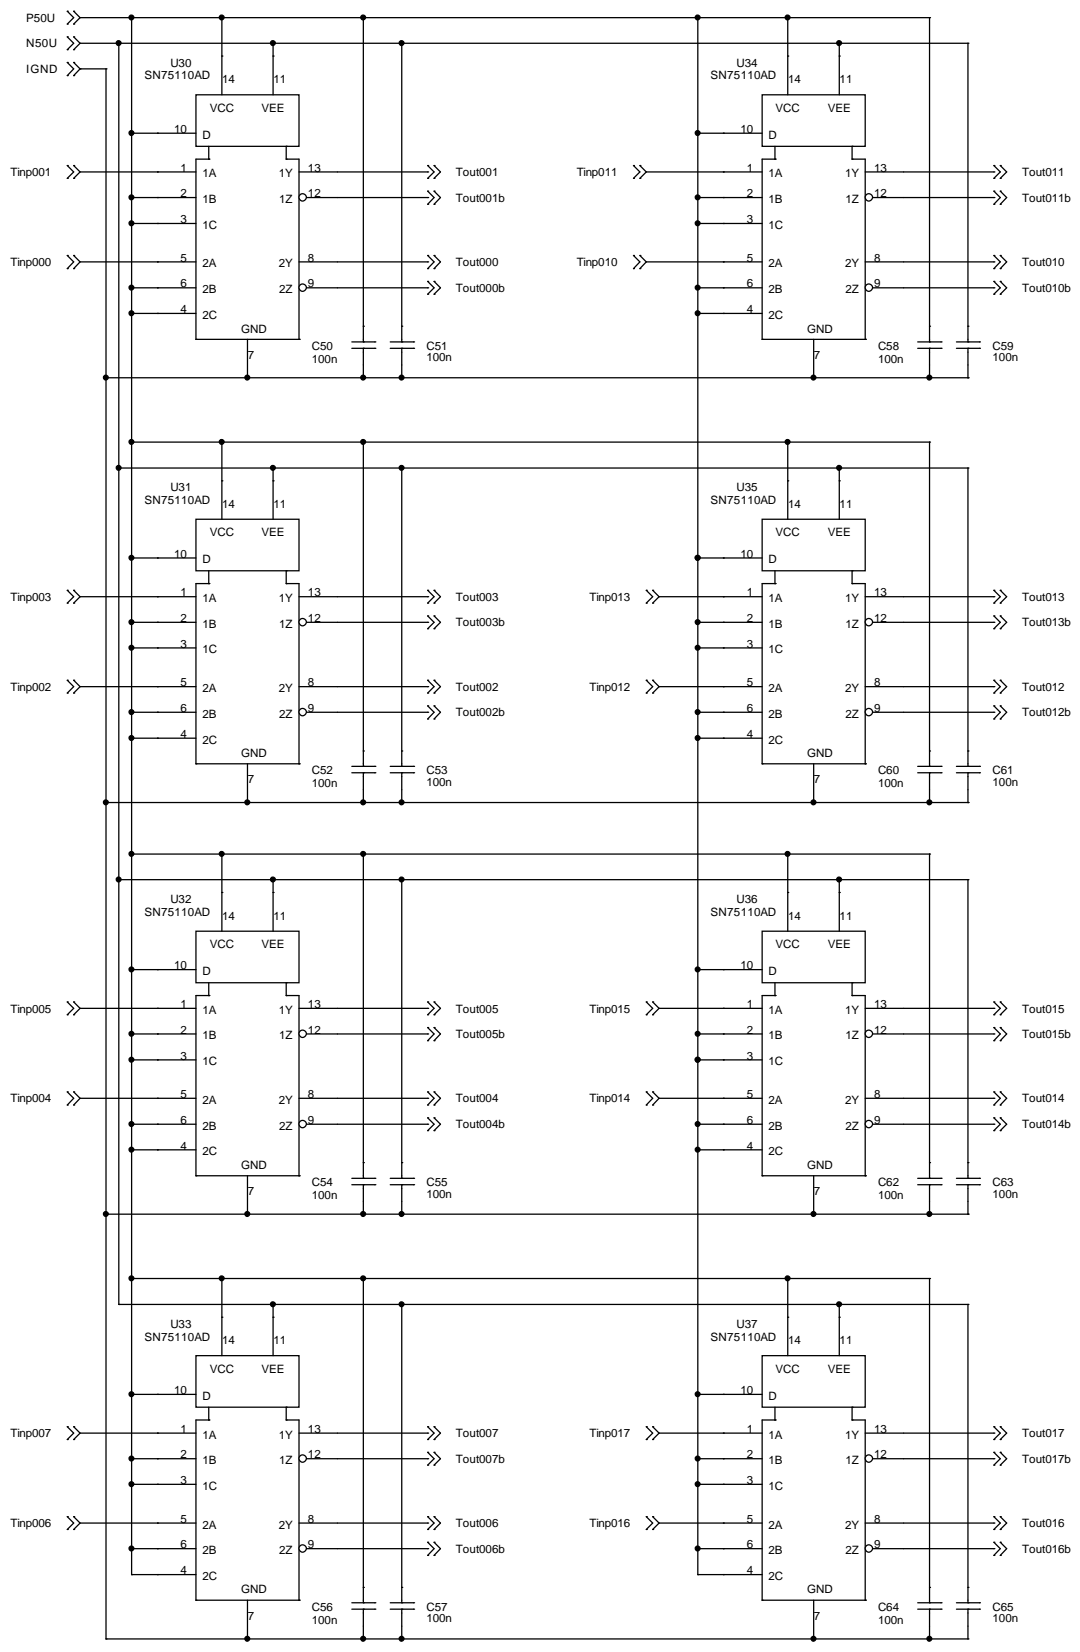 P50U
N50U
IGND
U30
SN75110AD
14
11
VCC
VEE
10
D
Tinp001
1
1A
1Y
13
Tout001
2
1B
1Z
12
Tout001b
3
1C
Tinp000
5
2A
2Y
8
Tout000
6
2B
2Z
9
Tout000b
4
2C
GND
7
C50
100n
C51
100n
U34
SN75110AD
14
11
VCC
VEE
10
D
Tinp011
1
1A
1Y
13
Tout011
2
1B
1Z
12
Tout011b
3
1C
Tinp010
5
2A
2Y
8
Tout010
6
2B
2Z
9
Tout010b
4
2C
GND
7
C58
100n
C59
100n
U31
SN75110AD
14
11
VCC
VEE
10
D
Tinp003
1
1A
1Y
13
Tout003
2
1B
1Z
12
Tout003b
3
1C
Tinp002
5
2A
2Y
8
Tout002
6
2B
2Z
9
Tout002b
4
2C
GND
7
C52
100n
C53
100n
U35
SN75110AD
14
11
VCC
VEE
10
D
Tinp013
1
1A
1Y
13
Tout013
2
1B
1Z
12
Tout013b
3
1C
Tinp012
5
2A
2Y
8
Tout012
6
2B
2Z
9
Tout012b
4
2C
GND
7
C60
100n
C61
100n
U32
SN75110AD
14
11
VCC
VEE
10
D
Tinp005
1
1A
1Y
13
Tout005
2
1B
1Z
12
Tout005b
3
1C
Tinp004
5
2A
2Y
8
Tout004
6
2B
2Z
9
Tout004b
4
2C
GND
7
C54
100n
C55
100n
U36
SN75110AD
14
11
VCC
VEE
10
D
Tinp015
1
1A
1Y
13
Tout015
2
1B
1Z
12
Tout015b
3
1C
Tinp014
5
2A
2Y
8
Tout014
6
2B
2Z
9
Tout014b
4
2C
GND
7
C62
100n
C63
100n
U33
SN75110AD
14
11
VCC
VEE
10
D
Tinp007
1
1A
1Y
13
Tout007
2
1B
1Z
12
Tout007b
3
1C
Tinp006
5
2A
2Y
8
Tout006
6
2B
2Z
9
Tout006b
4
2C
GND
7
C56
100n
C57
100n
U37
SN75110AD
14
11
VCC
VEE
10
D
Tinp017
1
1A
1Y
13
Tout017
2
1B
1Z
12
Tout017b
3
1C
Tinp016
5
2A
2Y
8
Tout016
6
2B
2Z
9
Tout016b
4
2C
GND
7
C64
100n
C65
100n